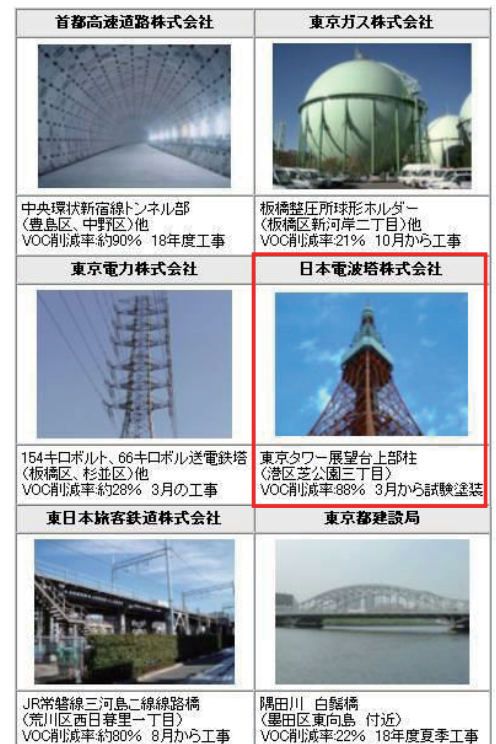 首都高速道路株式会社
東京ガス株式会社
中央環状新宿線トンネル部
(豊島区、中野区)他
VOC削減率:約90% 18年度工事
板橋整圧所球形ホルダー
(板橋区新河岸二丁目)他
VOC削減率:21% 10月から工事
東京電力株式会社
日本電波塔株式会社
154キロボルト、66キロボル送電鉄塔
(板橋区、杉並区)他
VOC削減率:約28% 3月の工事
東京タワー展望台上部柱
(港区芝公園三丁目)
VOC削減率:88% 3月から試験塗装
東日本旅客鉄道株式会社
東京都建設局
JR常磐線三河島二線線路橋
(荒川区西日暮里一丁目)
VOC削減率:約80% 8月から工事
隅田川 白鬚橋
(墨田区東向島 付近)
VOC削減率:22% 18年度夏季工事